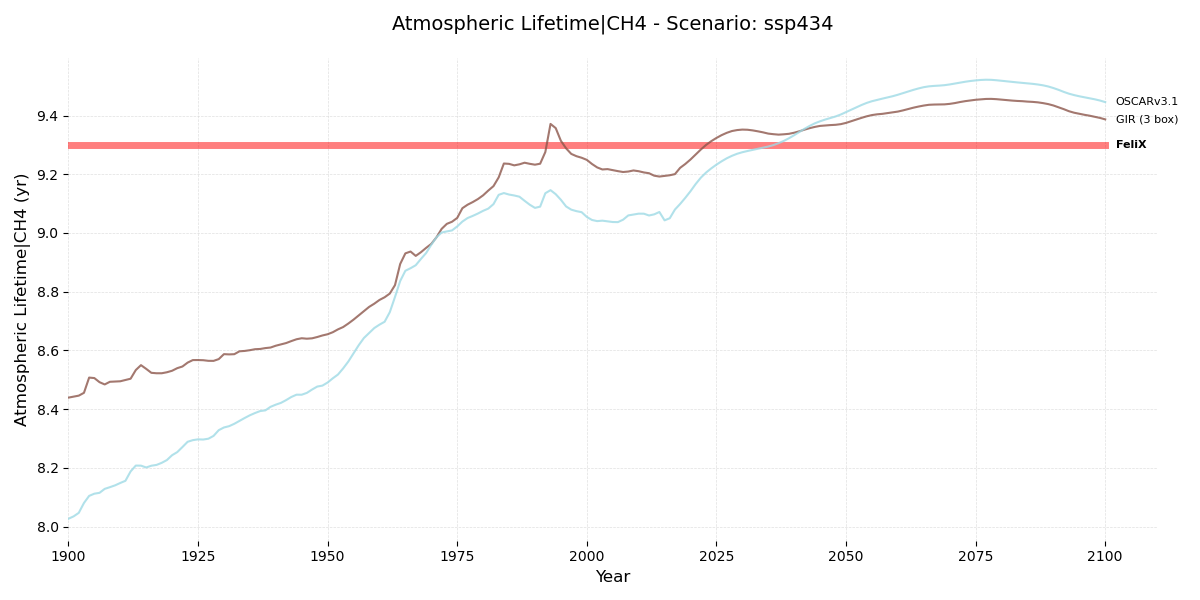 Atmospheric Lifetime|CH4 - Scenario: ssp434
Atmospheric Lifetime|CH4 (yr)
9.4
9.2
9.0
8.8
8.6
8.4
8.2
8.0
OSCARv3.1
GIR (3 box)
FeliX
1900
1925
1950
1975
2000
2025
2050
2075
2100
Year